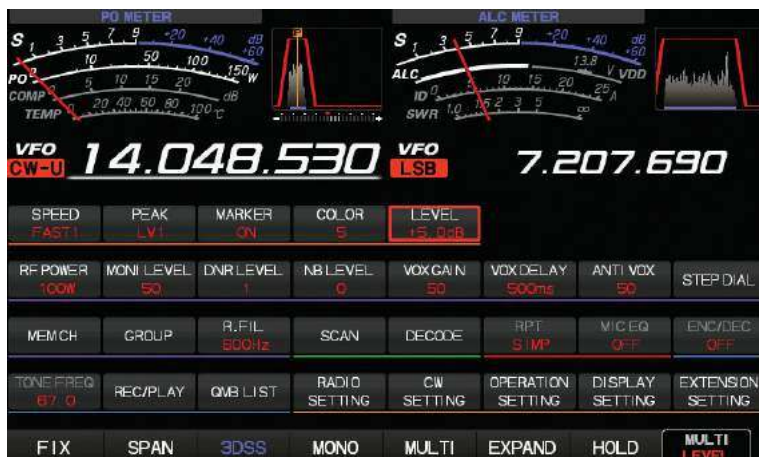 PO METER
ALC METER
S 1 3 5 7 9 +20 +40 +60 dB
PO 0 10 50 100 150 W
COMP 0 5 10 15 20 dB
TEMP 0 20 40 50 60 80 100 °C
S 1 3 5 7 9 +20 +40 +60 dB
ALC 13.8 V VDD
ID 0 10 15 20 25 A
SWR 1.0 1.5 2 3 5 ∞
VFO CW-U 14.048.530
VFO LSB 7.207.690
SPEED PEAK MARKER COLOR LEVEL
FAST1 LV1 ON 5 +5.0dB
RF POWER MONI LEVEL DNR LEVEL NB LEVEL VOX GAIN VOX DELAY ANTI VOX STEP DIAL
100W 50 1 0 50 500ms 50
MEM CH GROUP R.FIL SCAN DECODE RPT MIC EQ ENC/DEC
600Hz SIMP OFF OFF
TONE FREQ REC/PLAY QMB LIST RADIO SETTING CW SETTING OPERATION SETTING DISPLAY SETTING EXTENSION SETTING
67.0
FIX SPAN 3DSS MONO MULTI EXPAND HOLD MULTI
LEVEL